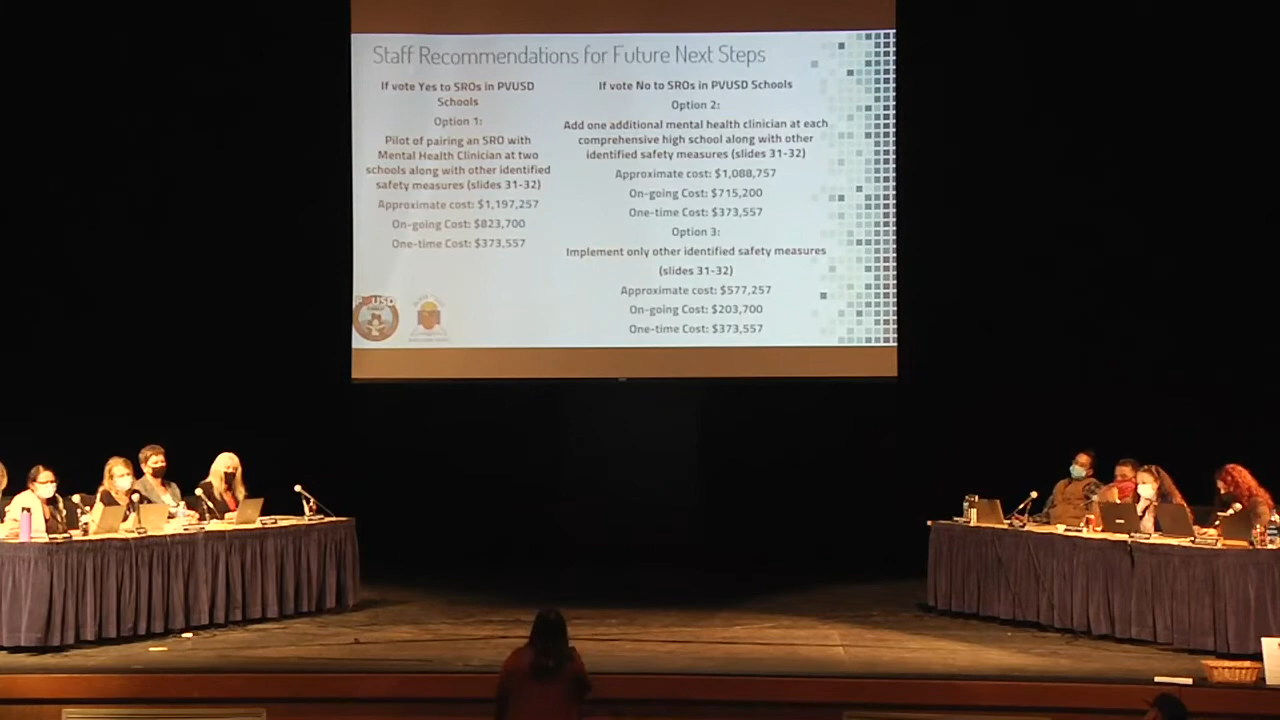 Staff Recommendations for Future Next Steps
If vote Yes to SROs in PVUSD
Schools
Option 1:
Pilot of pairing an SRO with
Mental Health Clinician at two
schools along with other identified
safety measures (slides 31-32)
Approximate cost: $1,197,257
On-going Cost: $823,700
One-time Cost: $373,557
If vote No to SROs in PVUSD Schools
Option 2:
Add one additional mental health clinician at each
comprehensive high school along with other
identified safety measures (slides 31-32)
Approximate cost: $1,088,757
On-going Cost: $715,200
One-time Cost: $373,557
Option 3:
Implement only other identified safety measures
(slides 31-32)
Approximate cost: $577,257
On-going Cost: $203,700
One-time Cost: $373,557